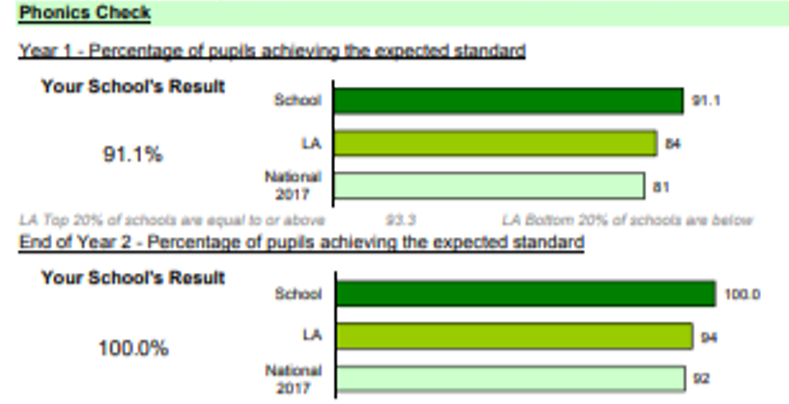 Phonics Check
Year 1 - Percentage of pupils achieving the expected standard
Your School's Result
91.1%
School 91.1
LA 84
National 2017 81
LA Top 20% of schools are equal to or above 93.3 LA Bottom 20% of schools are below
End of Year 2 - Percentage of pupils achieving the expected standard
Your School's Result
100.0%
School 100.0
LA 94
National 2017 92